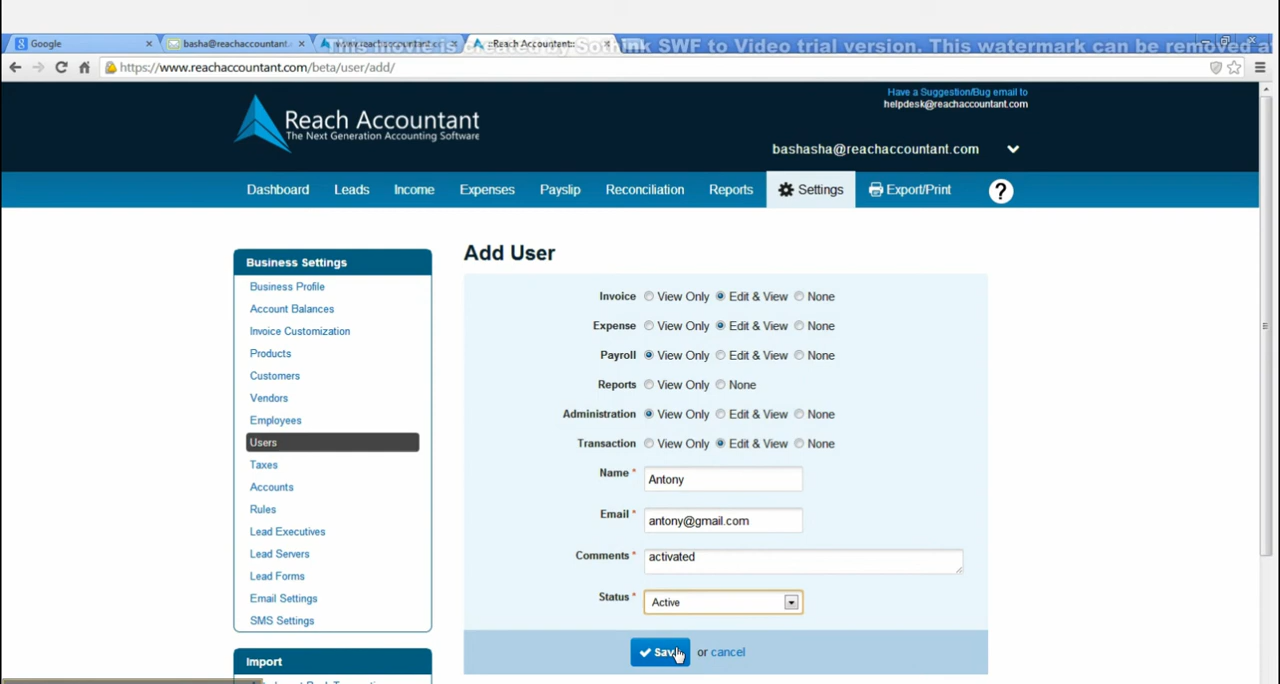 Google
basha@reachaccountant.
www.reachaccountant.co
::Reach Accountant::
This movie is created by Sothink SWF to Video trial version. This watermark can be removed af
https://www.reachaccountant.com/beta/user/add/
Have a Suggestion/Bug email to
helpdesk@reachaccountant.com
Reach Accountant
The Next Generation Accounting Software
bashasha@reachaccountant.com
Dashboard Leads Income Expenses Payslip Reconciliation Reports Settings Export/Print ?
Business Settings
Business Profile
Account Balances
Invoice Customization
Products
Customers
Vendors
Employees
Users
Taxes
Accounts
Rules
Lead Executives
Lead Servers
Lead Forms
Email Settings
SMS Settings
Import
Add User
Invoice View Only Edit & View None
Expense View Only Edit & View None
Payroll View Only Edit & View None
Reports View Only None
Administration View Only Edit & View None
Transaction View Only Edit & View None
Name * Antony
Email * antony@gmail.com
Comments * activated
Status * Active
Save or cancel